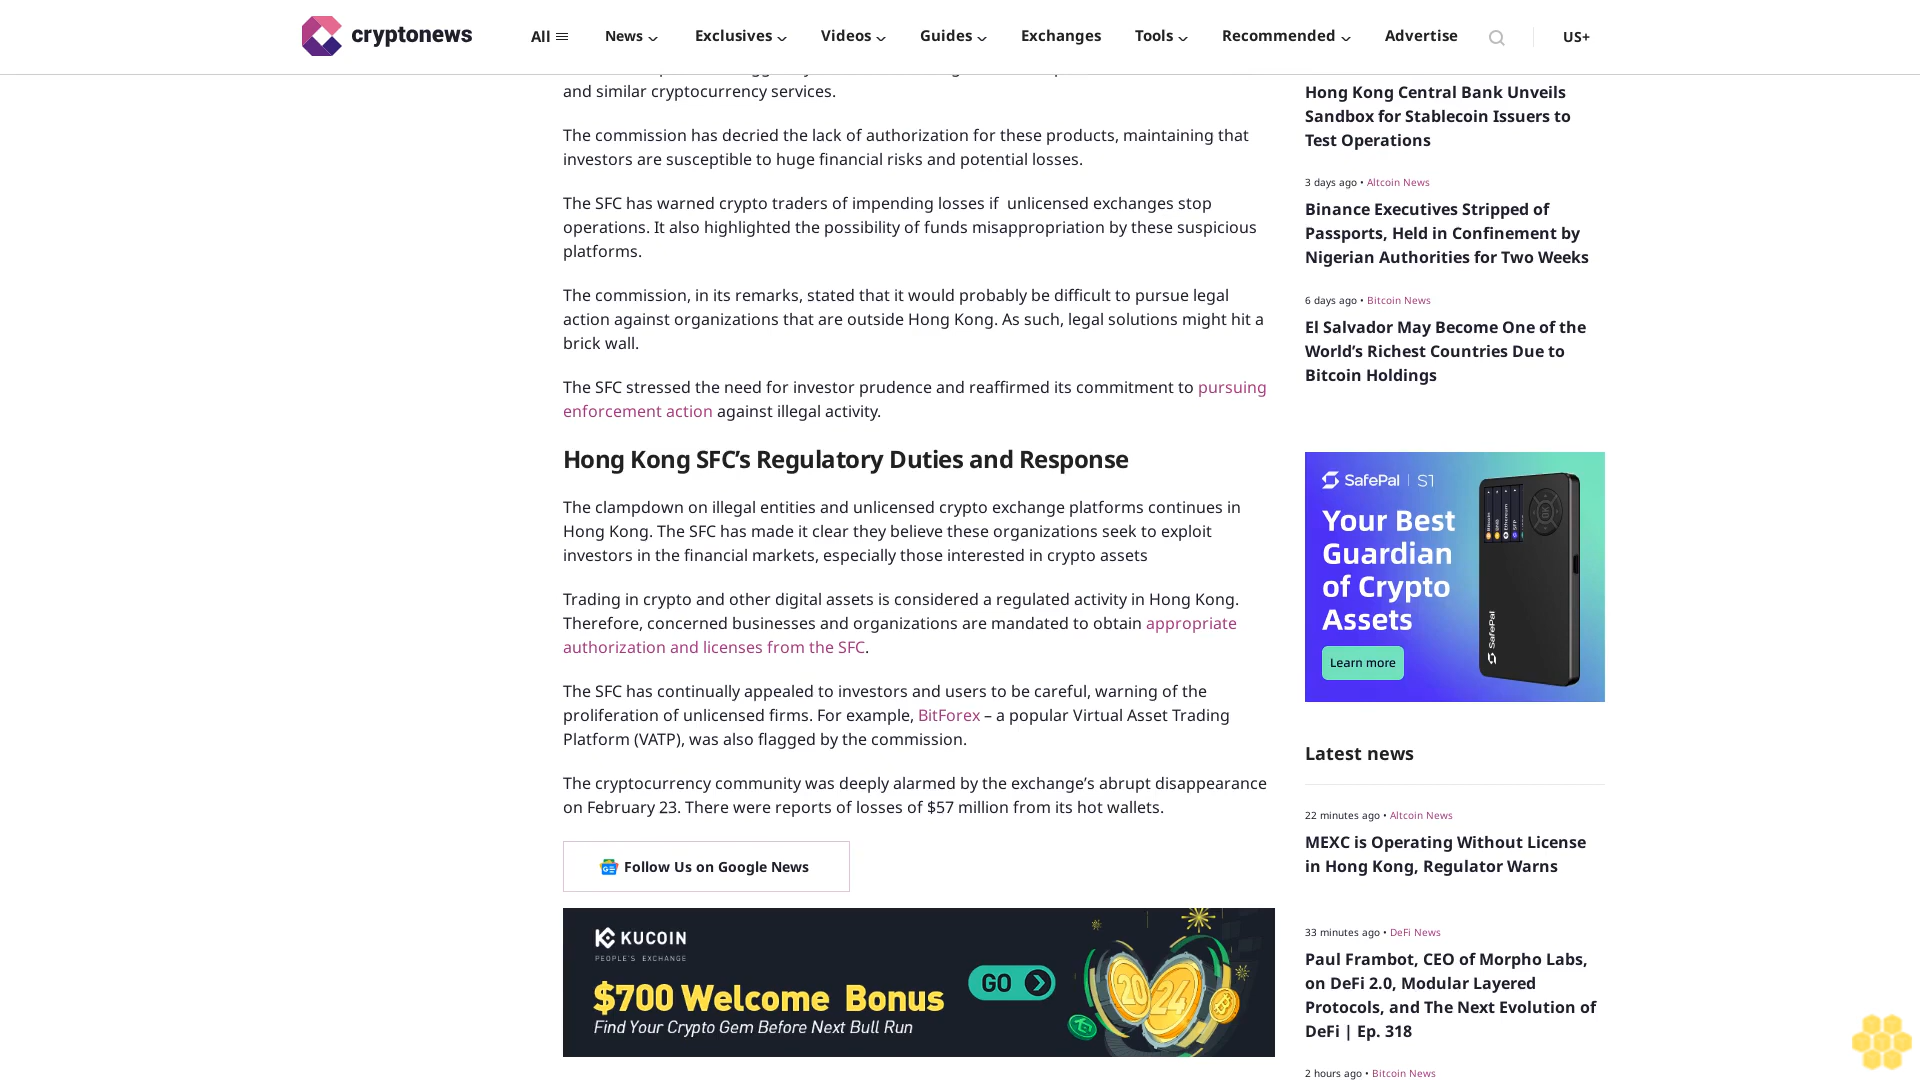 cryptonews
All
News
Exclusives
Videos
Guides
Exchanges
Tools
Recommended
Advertise
US+
and similar cryptocurrency services.
The commission has decried the lack of authorization for these products, maintaining that
investors are susceptible to huge financial risks and potential losses.
The SFC has warned crypto traders of impending losses if  unlicensed exchanges stop
operations. It also highlighted the possibility of funds misappropriation by these suspicious
platforms.
The commission, in its remarks, stated that it would probably be difficult to pursue legal
action against organizations that are outside Hong Kong. As such, legal solutions might hit a
brick wall.
The SFC stressed the need for investor prudence and reaffirmed its commitment to pursuing
enforcement action against illegal activity.
Hong Kong SFC’s Regulatory Duties and Response
The clampdown on illegal entities and unlicensed crypto exchange platforms continues in
Hong Kong. The SFC has made it clear they believe these organizations seek to exploit
investors in the financial markets, especially those interested in crypto assets
Trading in crypto and other digital assets is considered a regulated activity in Hong Kong.
Therefore, concerned businesses and organizations are mandated to obtain appropriate
authorization and licenses from the SFC.
The SFC has continually appealed to investors and users to be careful, warning of the
proliferation of unlicensed firms. For example, BitForex – a popular Virtual Asset Trading
Platform (VATP), was also flagged by the commission.
The cryptocurrency community was deeply alarmed by the exchange’s abrupt disappearance
on February 23. There were reports of losses of $57 million from its hot wallets.
Follow Us on Google News
KUCOIN
PEOPLE'S EXCHANGE
$700 Welcome Bonus
Find Your Crypto Gem Before Next Bull Run
GO
20
24
Hong Kong Central Bank Unveils
Sandbox for Stablecoin Issuers to
Test Operations
3 days ago • Altcoin News
Binance Executives Stripped of
Passports, Held in Confinement by
Nigerian Authorities for Two Weeks
6 days ago • Bitcoin News
El Salvador May Become One of the
World’s Richest Countries Due to
Bitcoin Holdings
SafePal | S1
Your Best
Guardian
of Crypto
Assets
Learn more
SafePal
OK
Bitcoin
BNB
Ethereum
SFP
Latest news
22 minutes ago • Altcoin News
MEXC is Operating Without License
in Hong Kong, Regulator Warns
33 minutes ago • DeFi News
Paul Frambot, CEO of Morpho Labs,
on DeFi 2.0, Modular Layered
Protocols, and The Next Evolution of
DeFi | Ep. 318
2 hours ago • Bitcoin News